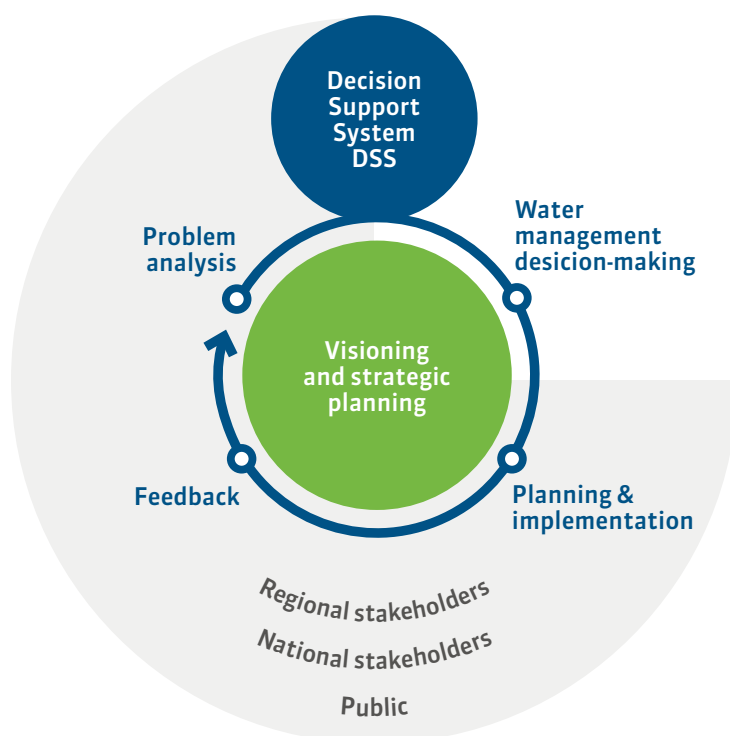 Decision
Support
System
DSS
Problem
analysis
Water
management
desicion-making
Visioning
and strategic
planning
Feedback
Planning &
implementation
Regional stakeholders
National stakeholders
Public